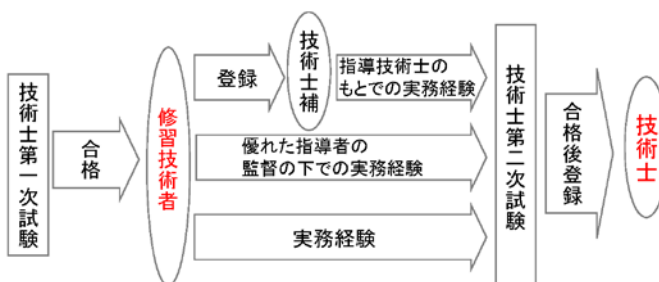 技術士第一次試験
合格
修習技術者
登録
技術士補
指導技術士の
もとでの実務経験
優れた指導者の
監督の下での実務経験
実務経験
技術士第二次試験
合格後登録
技術士